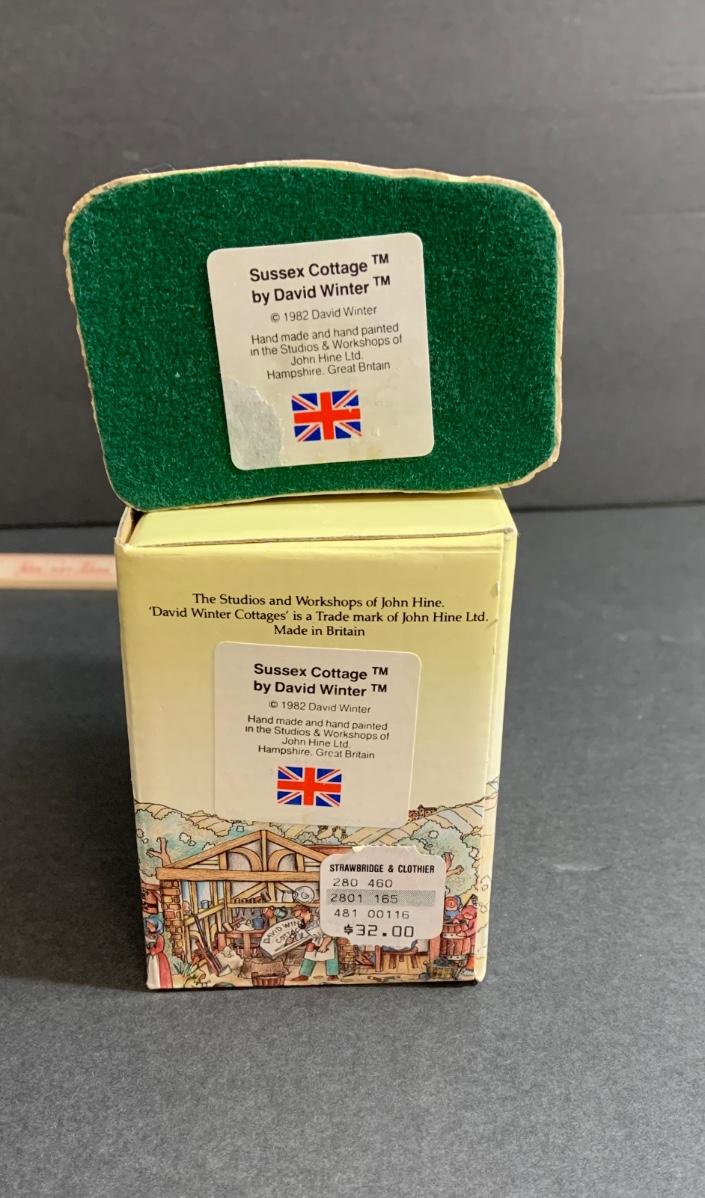 Sussex Cottage ™
by David Winter ™
© 1982 David Winter
Hand made and hand painted
in the Studios & Workshops of
John Hine Ltd.
Hampshire, Great Britain
The Studios and Workshops of John Hine.
'David Winter Cottages' is a Trade mark of John Hine Ltd.
Made in Britain
Sussex Cottage ™
by David Winter ™
© 1982 David Winter
Hand made and hand painted
in the Studios & Workshops of
John Hine Ltd.
Hampshire, Great Britain
STRAWBRIDGE & CLOTHIER
280 460
2801 165
481 00116
$32.00
DAVID WIN